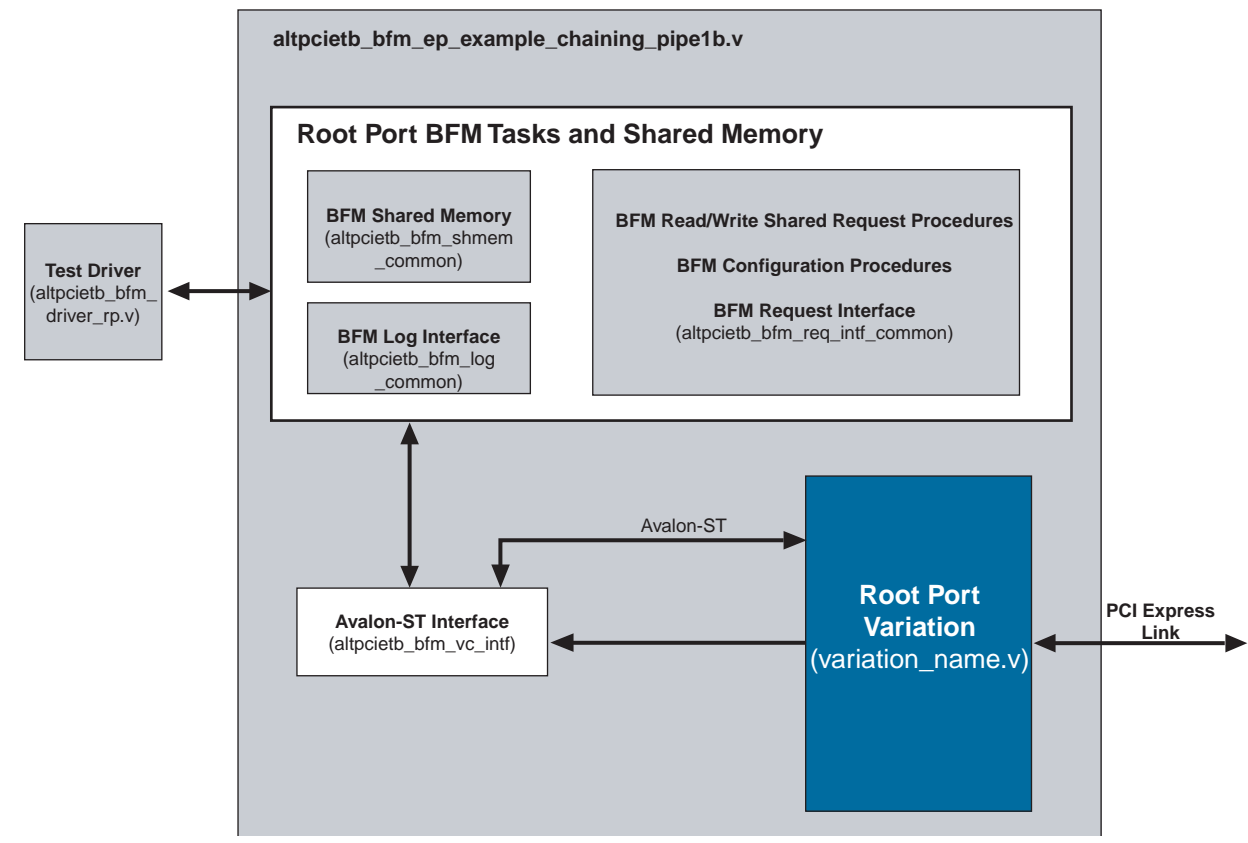 altpcietb_bfm_ep_example_chaining_pipe1b.v
Root Port BFM Tasks and Shared Memory
BFM Shared Memory
(altpcietb_bfm_shmem
_common)
BFM Log Interface
(altpcietb_bfm_log
_common)
BFM Read/Write Shared Request Procedures
BFM Configuration Procedures
BFM Request Interface
(altpcietb_bfm_req_intf_common)
Test Driver
(altpcietb_bfm_
driver_rp.v)
Avalon-ST
Avalon-ST Interface
(altpcietb_bfm_vc_intf)
Root Port
Variation
(variation_name.v)
PCI Express
Link